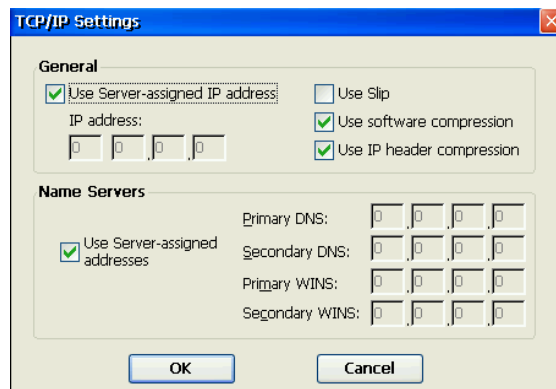 TCP/IP Settings
General
Use Server-assigned IP address
Use Slip
IP address:
Use software compression
0 0 . 0 . 0
Use IP header compression
Name Servers
Primary DNS: 0 . 0 . 0 . 0
Use Server-assigned
addresses
Secondary DNS: 0 . 0 . 0 . 0
Primary WINS: 0 . 0 . 0 . 0
Secondary WINS: 0 . 0 . 0 . 0
OK
Cancel